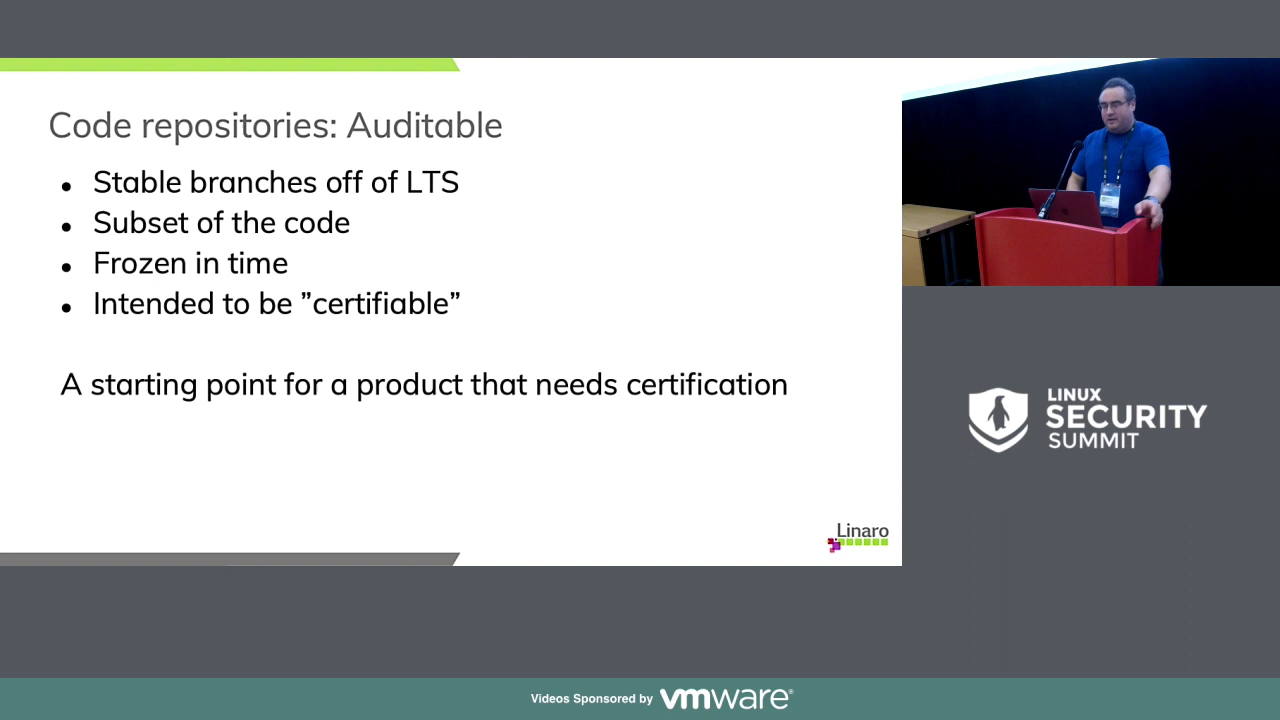 Code repositories: Auditable
● Stable branches off of LTS
● Subset of the code
● Frozen in time
● Intended to be ”certifiable”
A starting point for a product that needs certification
Linaro
LINUX
SECURITY
SUMMIT
Videos Sponsored by vmware®